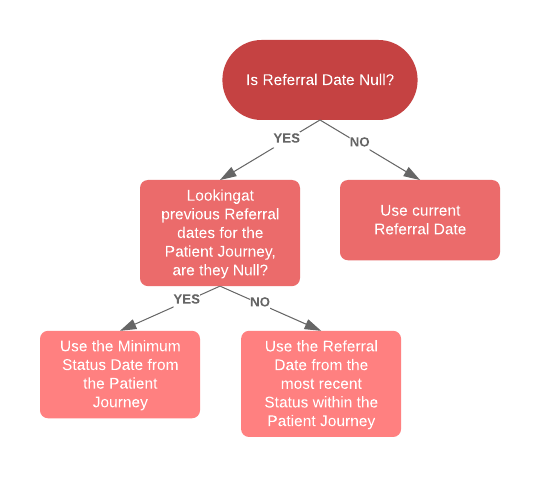 Is Referral Date Null?
YES
NO
Lookingat
previous Referral
dates for the
Patient Journey,
are they Null?
Use current
Referral Date
YES
NO
Use the Minimum
Status Date from
the Patient
Journey
Use the Referral
Date from the
most recent
Status within the
Patient Journey